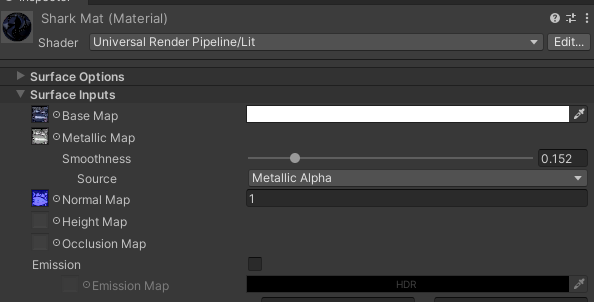 Inspector
Shark Mat (Material)
Shader Universal Render Pipeline/Lit Edit...
Surface Options
Surface Inputs
Base Map
Metallic Map
Smoothness 0.152
Source Metallic Alpha
Normal Map 1
Height Map
Occlusion Map
Emission
Emission Map HDR